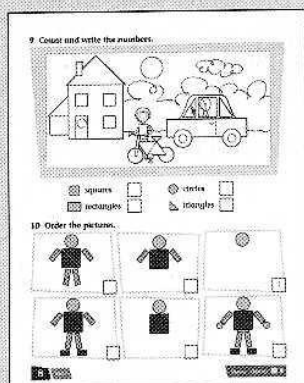 9 Count and write the numbers.
squares
circles
rectangles
triangles
10 Order the pictures.
1